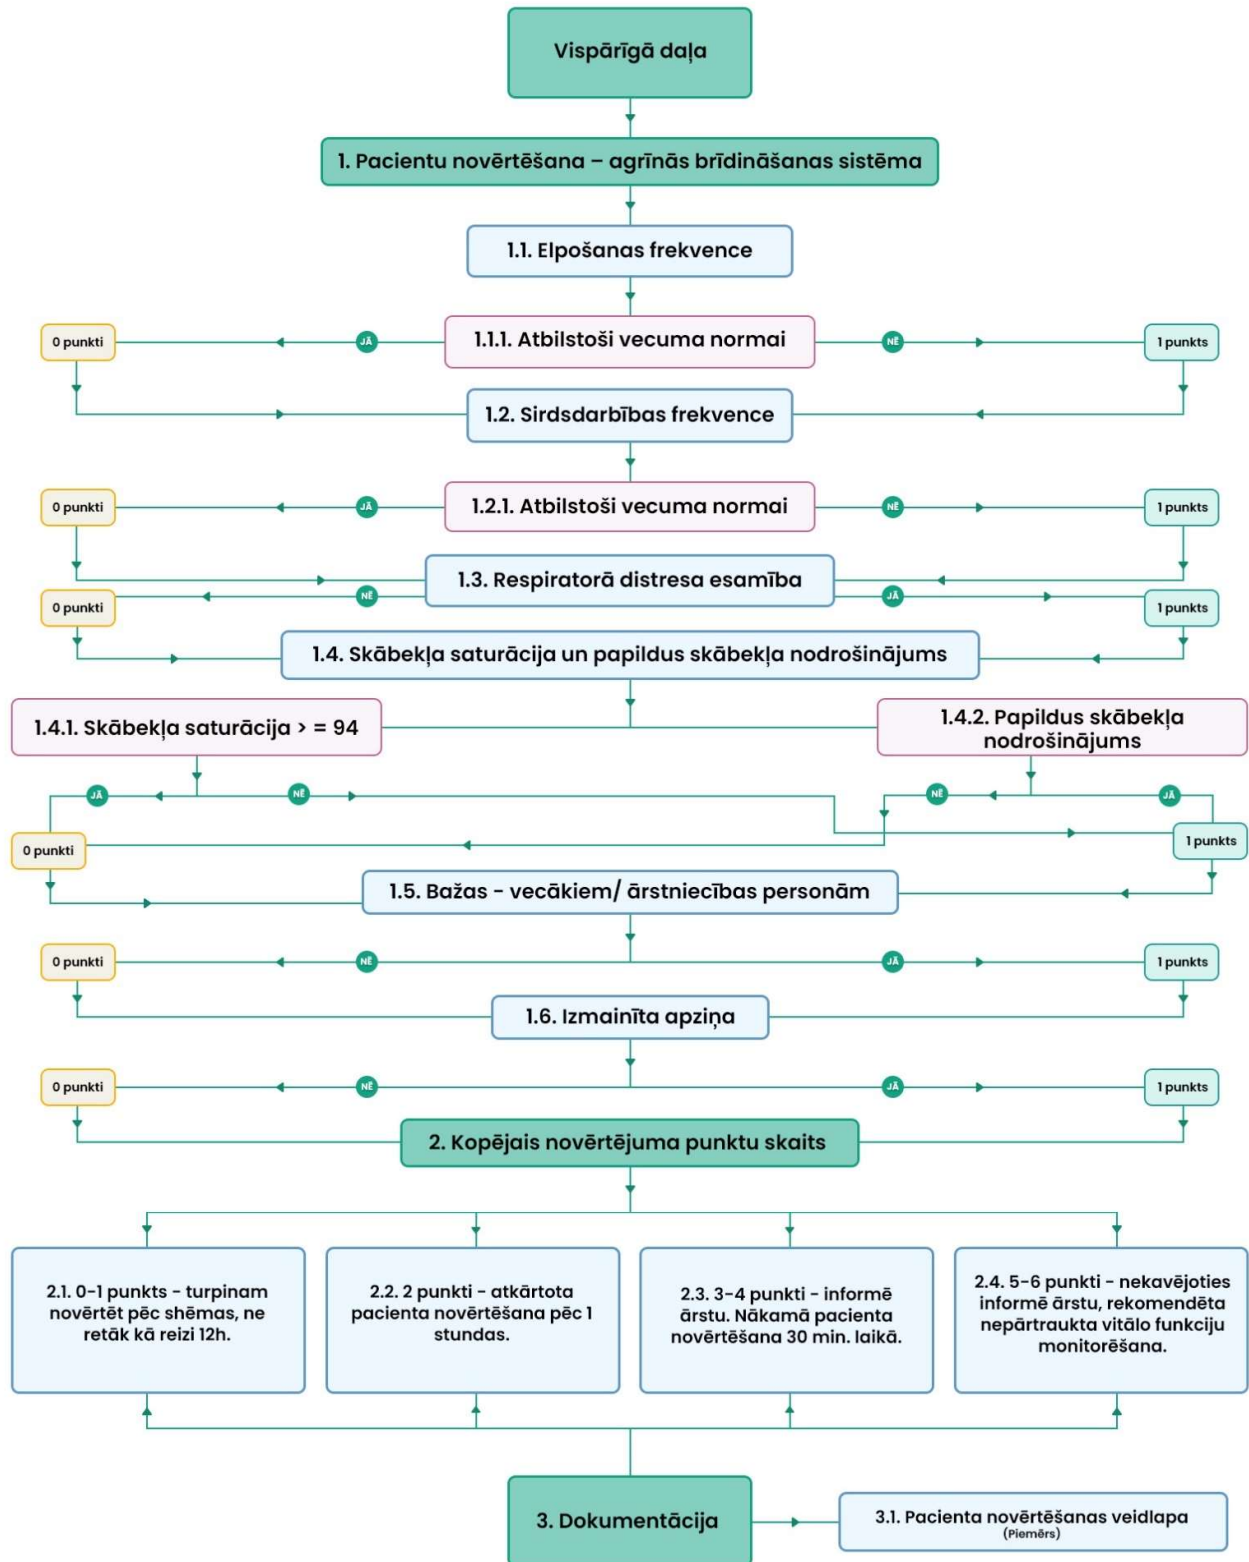 Vispārīgā daļa
1. Pacientu novērtēšana – agrīnās brīdināšanas sistēma
1.1. Elpošanas frekvence
0 punkti
JĀ
1.1.1. Atbilstoši vecuma normai
NĒ
1 punkts
1.2. Sirdsdarbības frekvence
0 punkti
JĀ
1.2.1. Atbilstoši vecuma normai
NĒ
1 punkts
1.3. Respiratorā distresa esamība
0 punkti
NĒ
JĀ
1 punkts
1.4. Skābekļa saturācija un papildus skābekļa nodrošinājums
1.4.1. Skābekļa saturācija > = 94
1.4.2. Papildus skābekļa
nodrošinājums
JĀ
NĒ
NĒ
JĀ
0 punkti
1 punkts
1.5. Bažas - vecākiem/ ārstniecības personām
0 punkti
NĒ
JĀ
1 punkts
1.6. Izmainīta apziņa
0 punkti
NĒ
JĀ
1 punkts
2. Kopējais novērtējuma punktu skaits
2.1. 0-1 punkts - turpinam
novērtēt pēc shēmas, ne
retāk kā reizi 12h.
2.2. 2 punkti - atkārtota
pacienta novērtēšana pēc 1
stundas.
2.3. 3-4 punkti - informē
ārstu. Nākamā pacienta
novērtēšana 30 min. laikā.
2.4. 5-6 punkti - nekavējoties
informē ārstu, rekomendēta
nepārtraukta vitālo funkciju
monitorēšana.
3. Dokumentācija
3.1. Pacienta novērtēšanas veidlapa
(Piemērs)